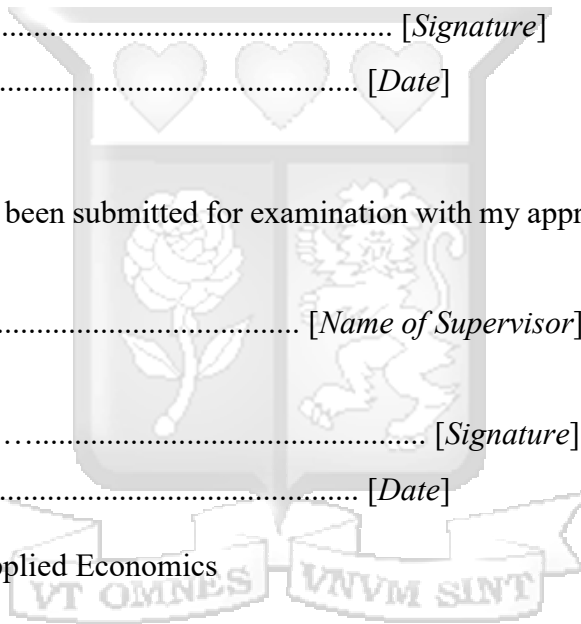 .................................................. [Signature]
.............................................. [Date]
been submitted for examination with my appr
....................................... [Name of Supervisor]
…................................................... [Signature]
.............................................. [Date]
plied Economics
VT OMNES VNVM SINT